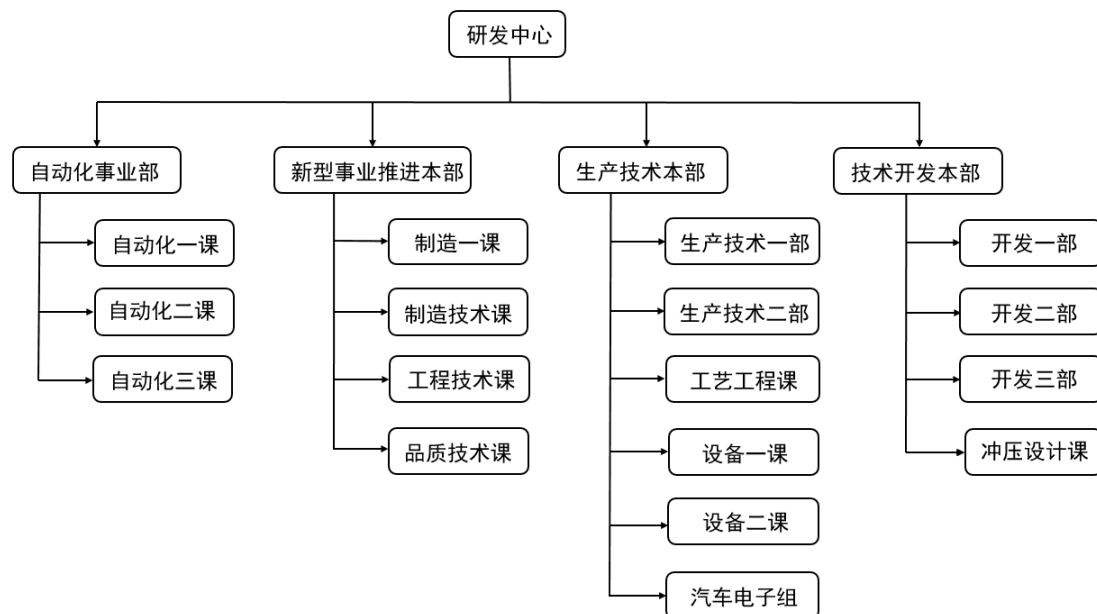 研发中心
自动化事业部
自动化一课
自动化二课
自动化三课
新型事业推进本部
制造一课
制造技术课
工程技术课
品质技术课
生产技术本部
生产技术一部
生产技术二部
工艺工程课
设备一课
设备二课
汽车电子组
技术开发本部
开发一部
开发二部
开发三部
冲压设计课